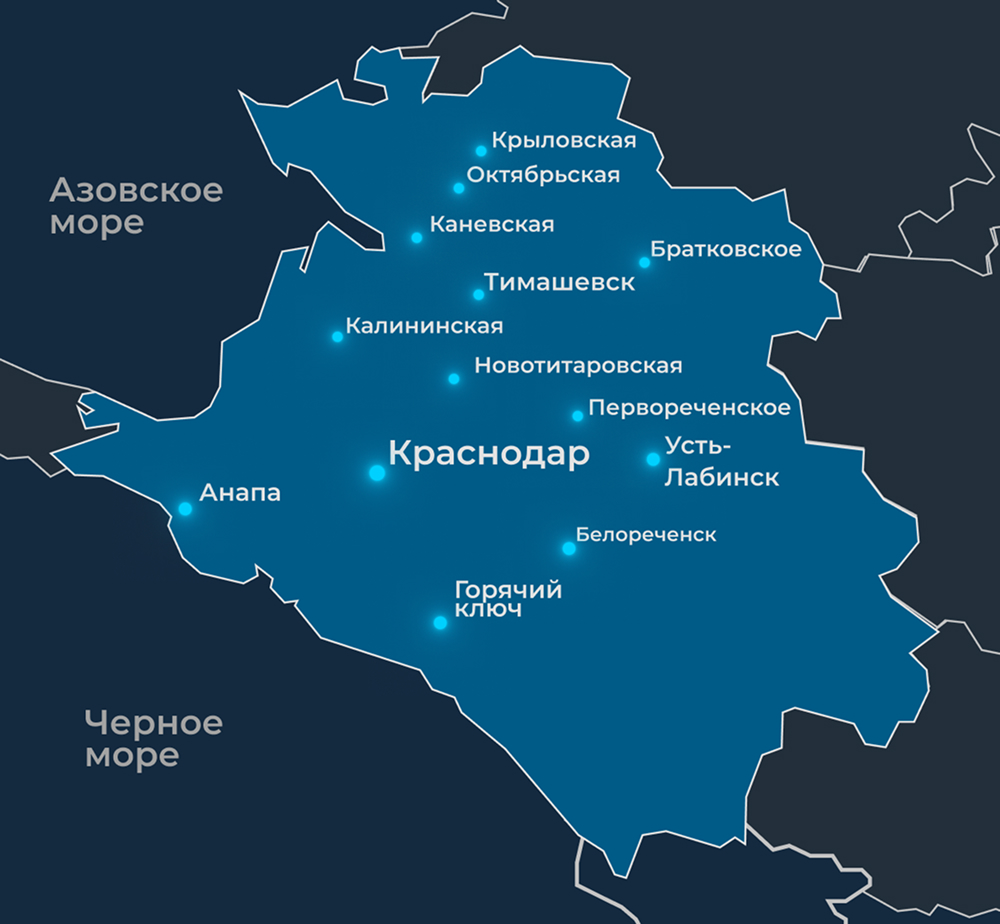 Крыловская
Октябрьская
Азовское
море
Каневская
Братковское
Тимашевск
Калининская
Новотитаровская
Первореченское
Краснодар
Усть-
Лабинск
Анапа
Белореченск
Горячий
ключ
Черное
море